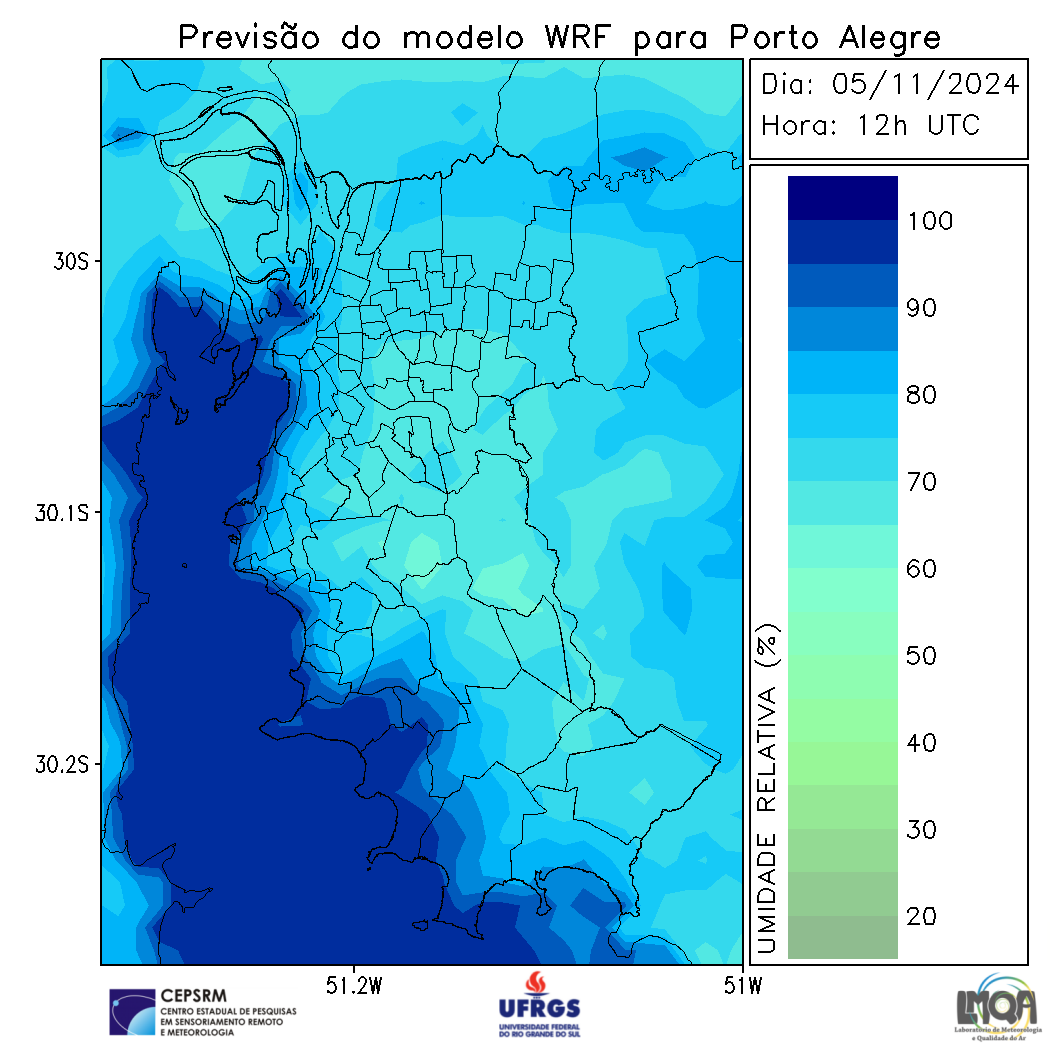 Previsão do modelo WRF para Porto Alegre
Dia: 05/11/2024
Hora: 12h UTC
30S
30.1S
30.2S
51.2W
51W
100
90
80
70
60
50
40
30
20
UMIDADE RELATIVA (%)
CEPSRM
CENTRO ESTADUAL DE PESQUISAS
EM SENSORIAMENTO REMOTO
E METEOROLOGIA
UFRGS
UNIVERSIDADE FEDERAL
DO RIO GRANDE DO SUL
LMQA
Laboratório de Meteorologia
e Qualidade do Ar